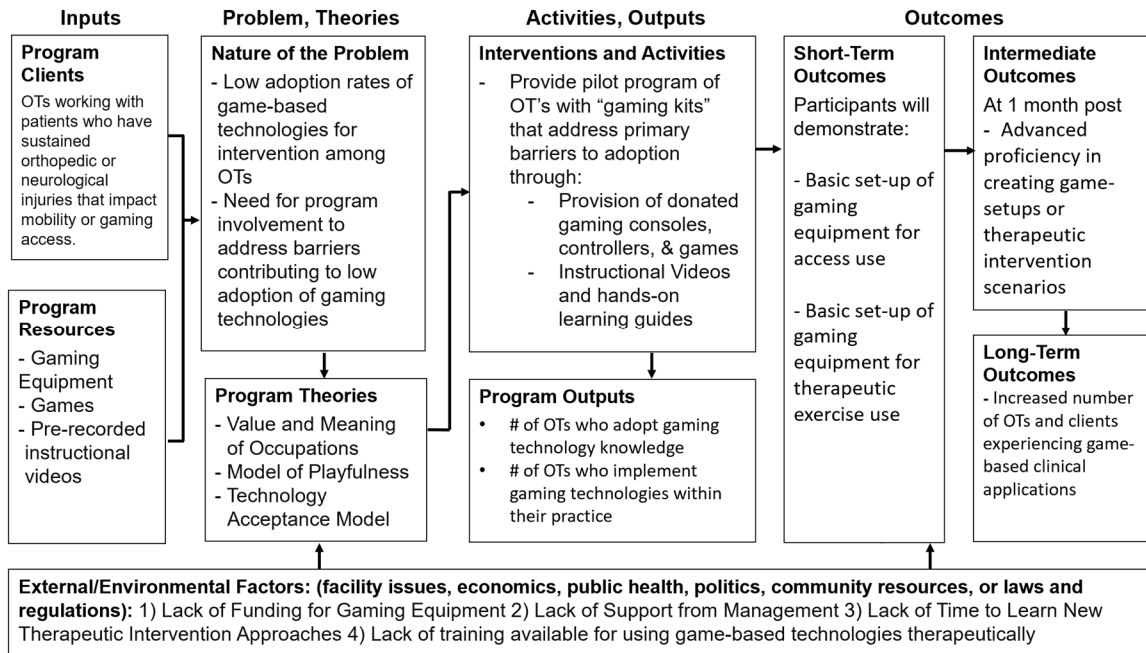 Inputs
Program
Clients
OTs working with
patients who have
sustained
orthopedic or
neurological
injuries that impact
mobility or gaming
access.
Program
Resources
- Gaming
Equipment
- Games
- Pre-recorded
instructional
videos
Problem, Theories
Nature of the Problem
- Low adoption rates of
game-based
technologies for
intervention among
OTs
- Need for program
involvement to
address barriers
contributing to low
adoption of gaming
technologies
Program Theories
- Value and Meaning
of Occupations
- Model of Playfulness
- Technology
Acceptance Model
Activities, Outputs
Interventions and Activities
- Provide pilot program of
OT’s with “gaming kits”
that address primary
barriers to adoption
through:
- Provision of donated
gaming consoles,
controllers, & games
- Instructional Videos
and hands-on
learning guides
Program Outputs
• # of OTs who adopt gaming
technology knowledge
• # of OTs who implement
gaming technologies within
their practice
Outcomes
Short-Term
Outcomes
Participants will
demonstrate:
- Basic set-up of
gaming
equipment for
access use
- Basic set-up of
gaming
equipment for
therapeutic
exercise use
Intermediate
Outcomes
At 1 month post
- Advanced
proficiency in
creating game-
setups or
therapeutic
intervention
scenarios
Long-Term
Outcomes
- Increased number
of OTs and clients
experiencing game-
based clinical
applications
External/Environmental Factors: (facility issues, economics, public health, politics, community resources, or laws and
regulations): 1) Lack of Funding for Gaming Equipment 2) Lack of Support from Management 3) Lack of Time to Learn New
Therapeutic Intervention Approaches 4) Lack of training available for using game-based technologies therapeutically